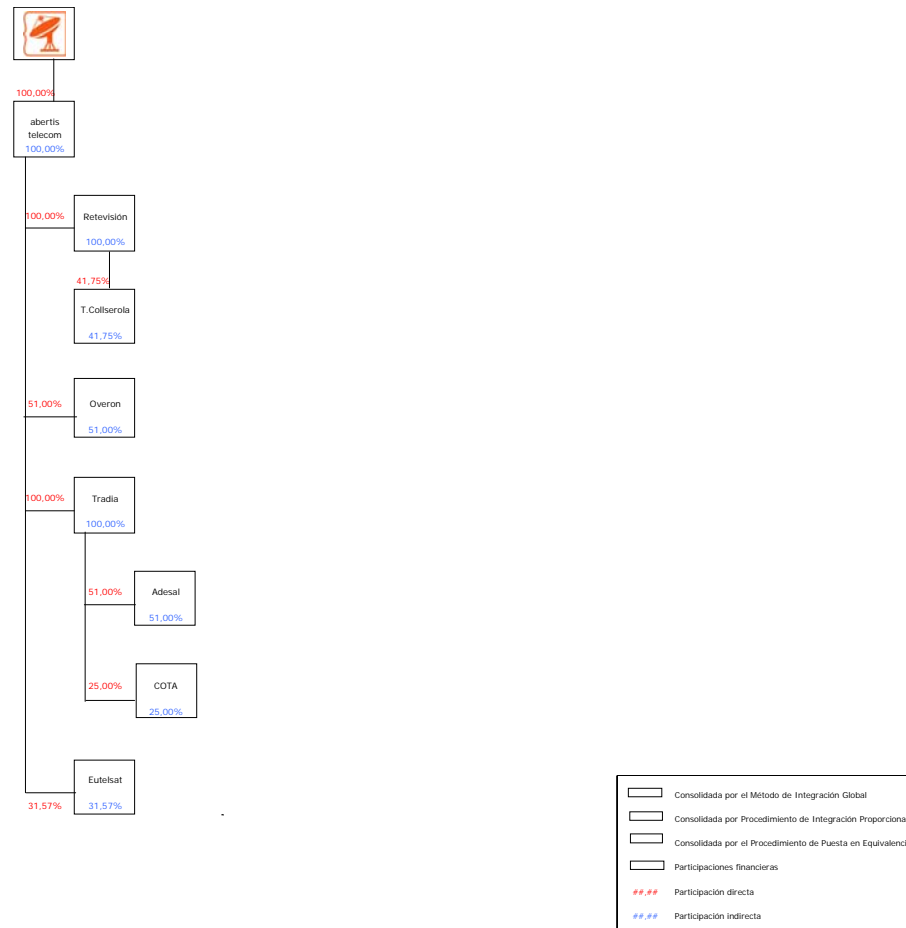 100,00%
abertis
telecom
100,00%
100,00%
Retevisión
100,00%
41,75%
T.Collserola
41,75%
51,00%
Overon
51,00%
100,00%
Tradia
100,00%
51,00%
Adesal
51,00%
25,00%
COTA
25,00%
Eutelsat
31,57%
31,57%
Consolidada por el Método de Integración Global
Consolidada por Procedimiento de Integración Proporciona
Consolidada por el Procedimiento de Puesta en Equivalenci
Participaciones financieras
##,## Participación directa
##,## Participación indirecta